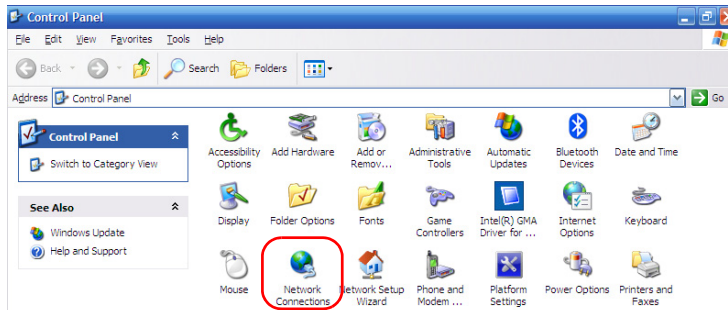 Control Panel
File Edit View Favorites Tools Help
Back Search Folders
Address Control Panel Go
Control Panel
Switch to Category View
See Also
Windows Update
Help and Support
Accessibility Options
Add Hardware
Add or Remov...
Administrative Tools
Automatic Updates
Bluetooth Devices
Date and Time
Display
Folder Options
Fonts
Game Controllers
Intel(R) GMA Driver for ...
Internet Options
Keyboard
Mouse
Network Connections
Network Setup Wizard
Phone and Modem ...
Platform Settings
Power Options
Printers and Faxes